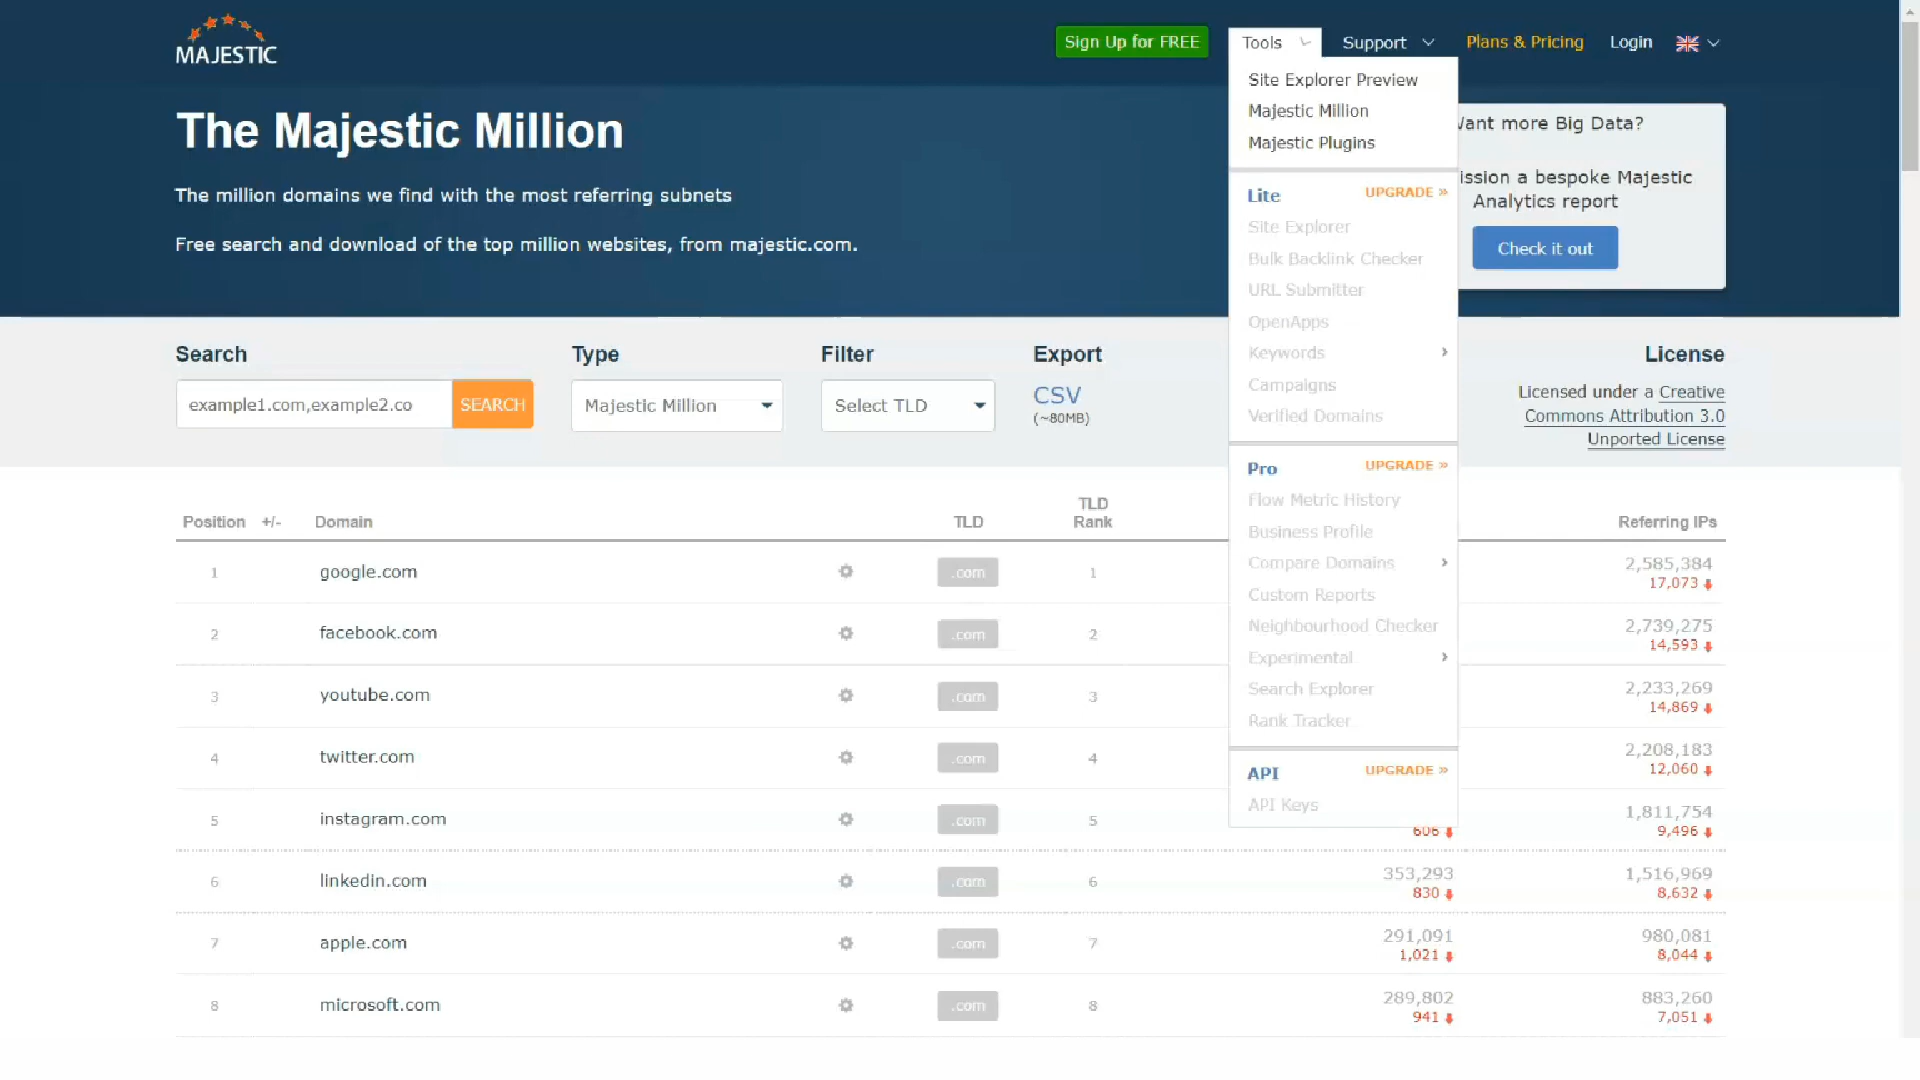 MAJESTIC
Sign Up for FREE
Tools
Support
Plans & Pricing
Login
The Majestic Million
The million domains we find with the most referring subnets
Free search and download of the top million websites, from majestic.com.
Site Explorer Preview
Majestic Million
Majestic Plugins
Lite UPGRADE »
Site Explorer
Bulk Backlink Checker
URL Submitter
OpenApps
Keywords
Campaigns
Verified Domains
Pro UPGRADE »
Flow Metric History
Business Profile
Compare Domains
Custom Reports
Neighbourhood Checker
Experimental
Search Explorer
Rank Tracker
API UPGRADE »
API Keys
Want more Big Data?
ission a bespoke Majestic
Analytics report
Check it out
Search
example1.com,example2.co
SEARCH
Type
Majestic Million
Filter
Select TLD
Export
CSV
(~80MB)
License
Licensed under a Creative
Commons Attribution 3.0
Unported License
Position +/- Domain TLD TLD Rank Referring IPs
1 google.com .com 1 2,585,384
17,073
2 facebook.com .com 2 2,739,275
14,593
3 youtube.com .com 3 2,233,269
14,869
4 twitter.com .com 4 2,208,183
12,060
5 instagram.com .com 5 1,811,754
606 9,496
6 linkedin.com .com 6 353,293 1,516,969
830 8,632
7 apple.com .com 7 291,091 980,081
1,021 8,044
8 microsoft.com .com 8 289,802 883,260
941 7,051